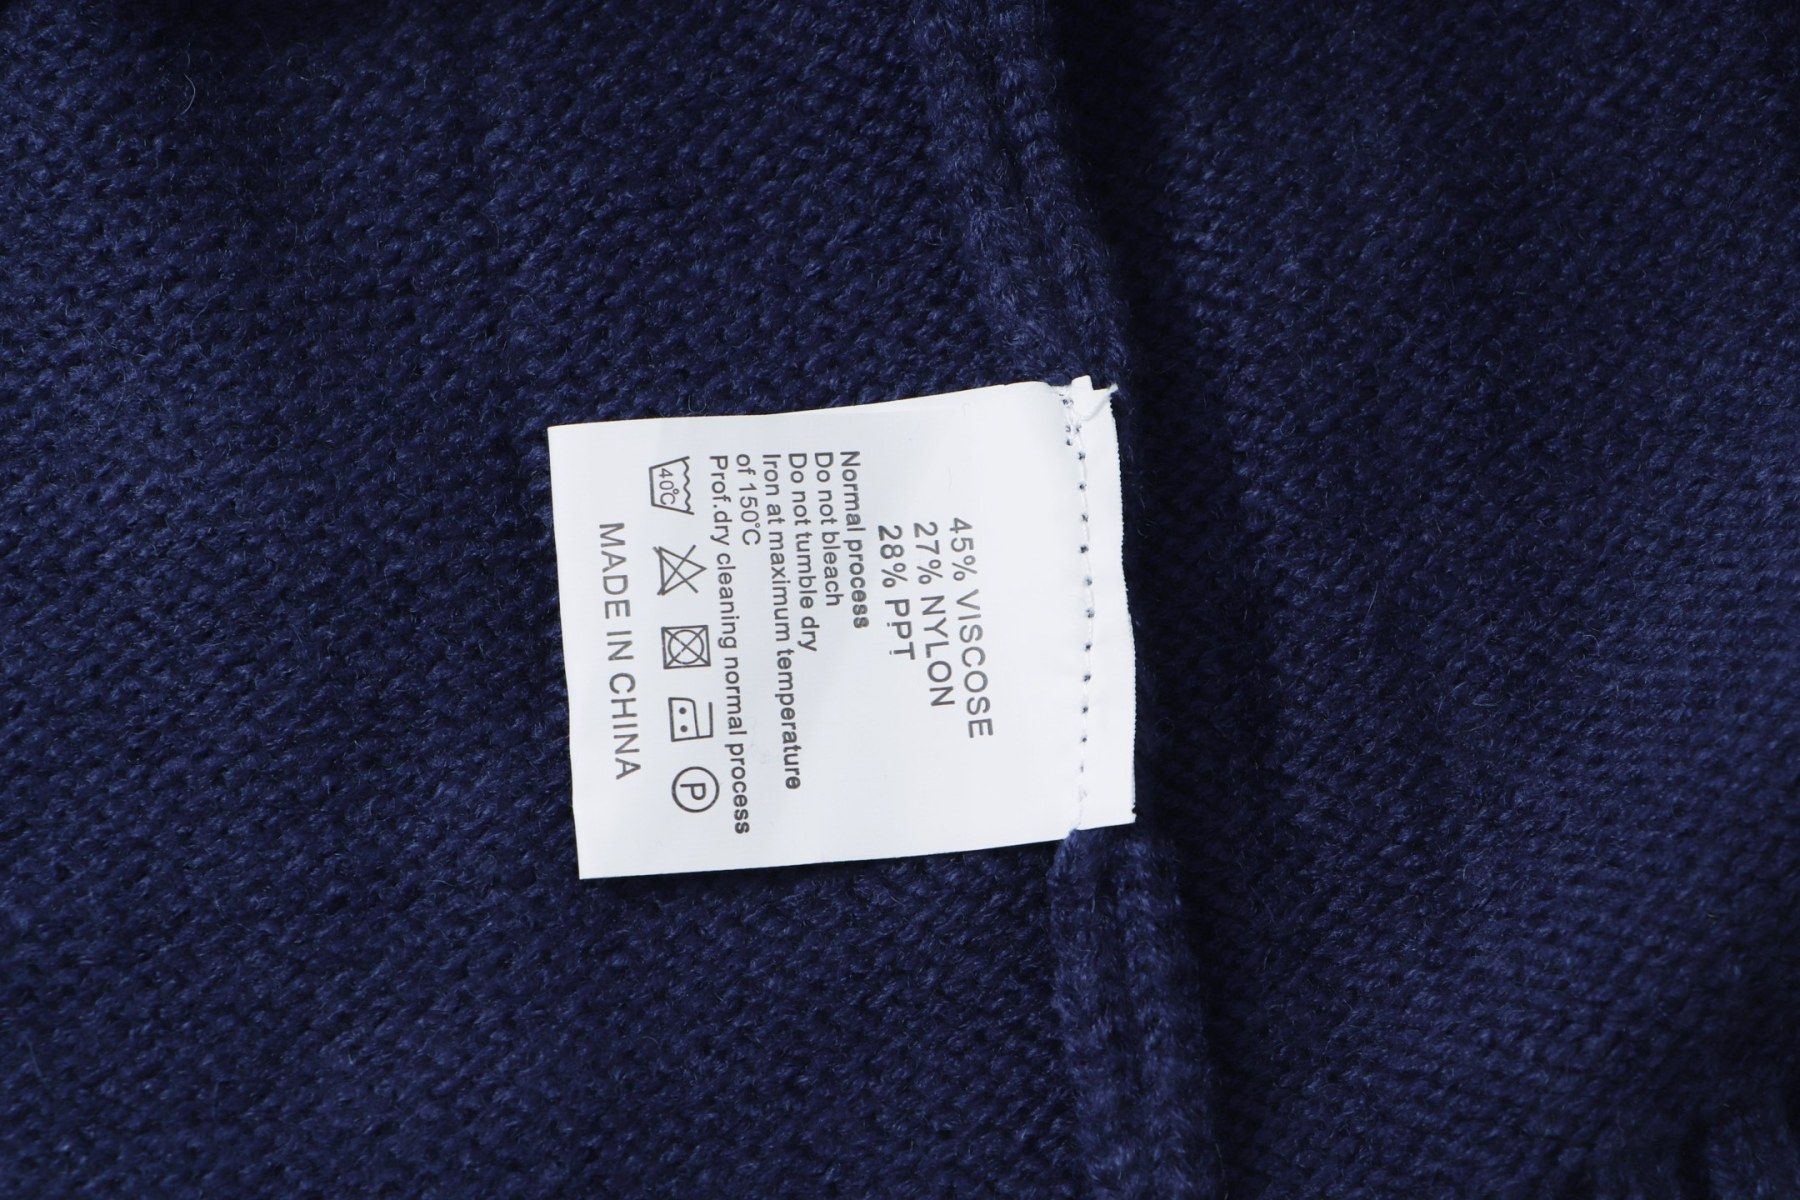 45% VISCOSE
27% NYLON
28% PPT
Normal process
Do not bleach
Do not tumble dry
Iron at maximum temperature
of 150°C
Prof.dry cleaning normal process
40℃ P
MADE IN CHINA